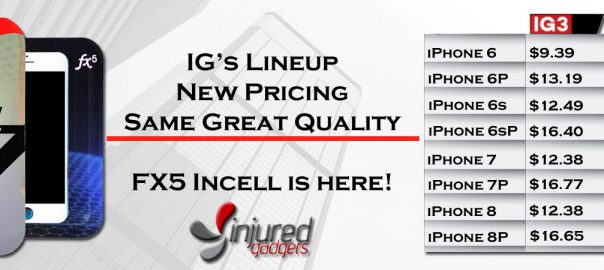 fx5
IG's Lineup
New Pricing
Same Great Quality
FX5 Incell is here!
injured
gadgets
IG3
iPhone 6 $9.39
iPhone 6P $13.19
iPhone 6s $12.49
iPhone 6sP $16.40
iPhone 7 $12.38
iPhone 7P $16.77
iPhone 8 $12.38
iPhone 8P $16.65